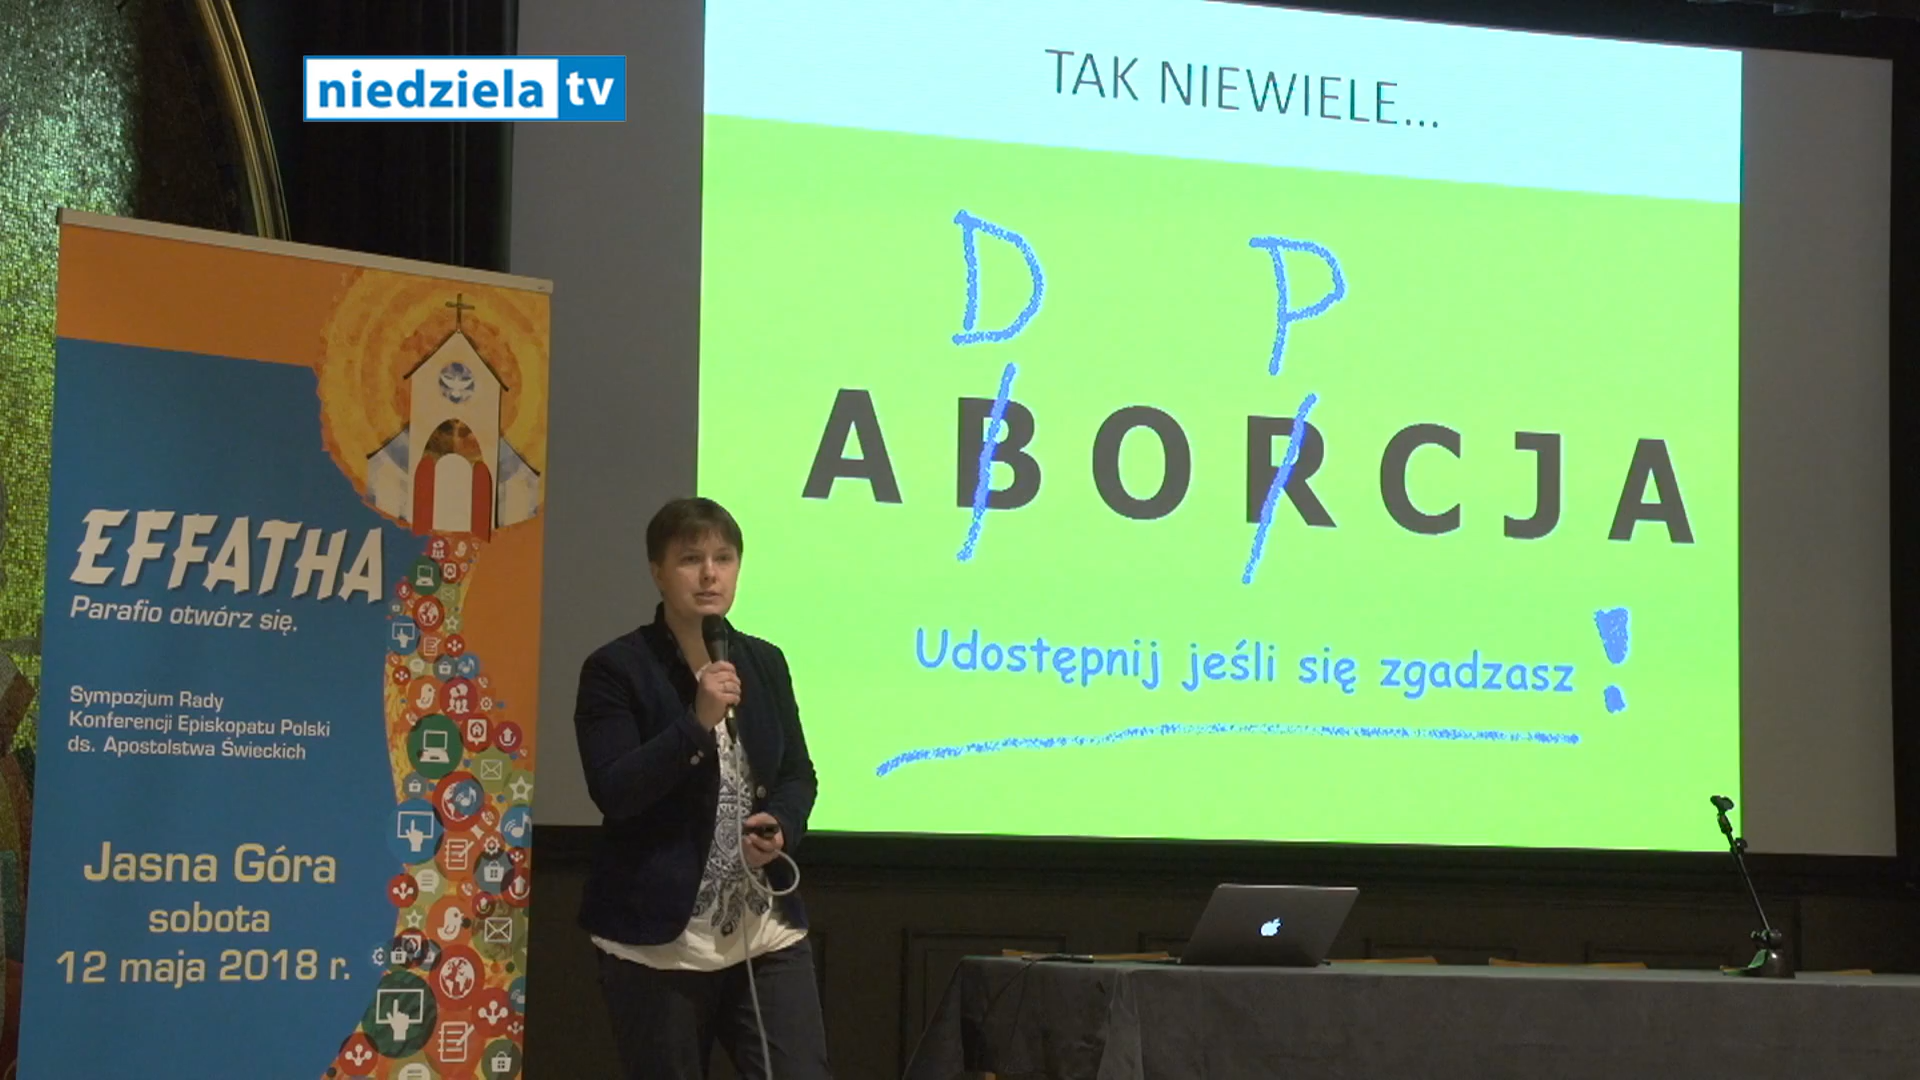 niedziela tv
TAK NIEWIELE...
D P
ABORCJA
Udostępnij jeśli się zgadzasz!
EFFATHA
Parafio otwórz się.
Sympozjum Rady
Konferencji Episkopatu Polski
ds. Apostolstwa Świeckich
Jasna Góra
sobota
12 maja 2018 r.